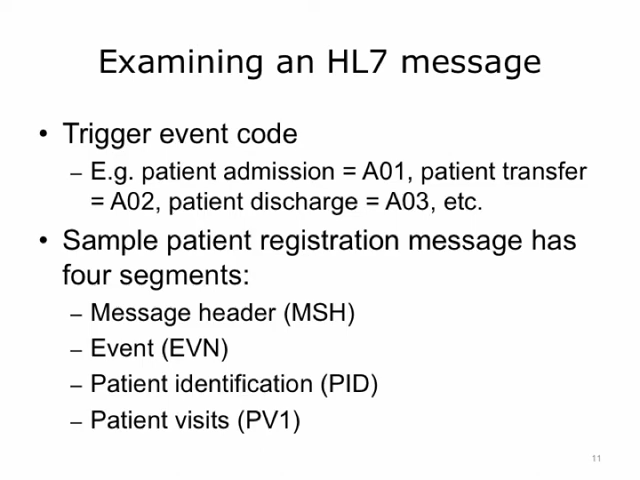 Examining an HL7 message
• Trigger event code
– E.g. patient admission = A01, patient transfer
= A02, patient discharge = A03, etc.
• Sample patient registration message has
four segments:
– Message header (MSH)
– Event (EVN)
– Patient identification (PID)
– Patient visits (PV1)
11